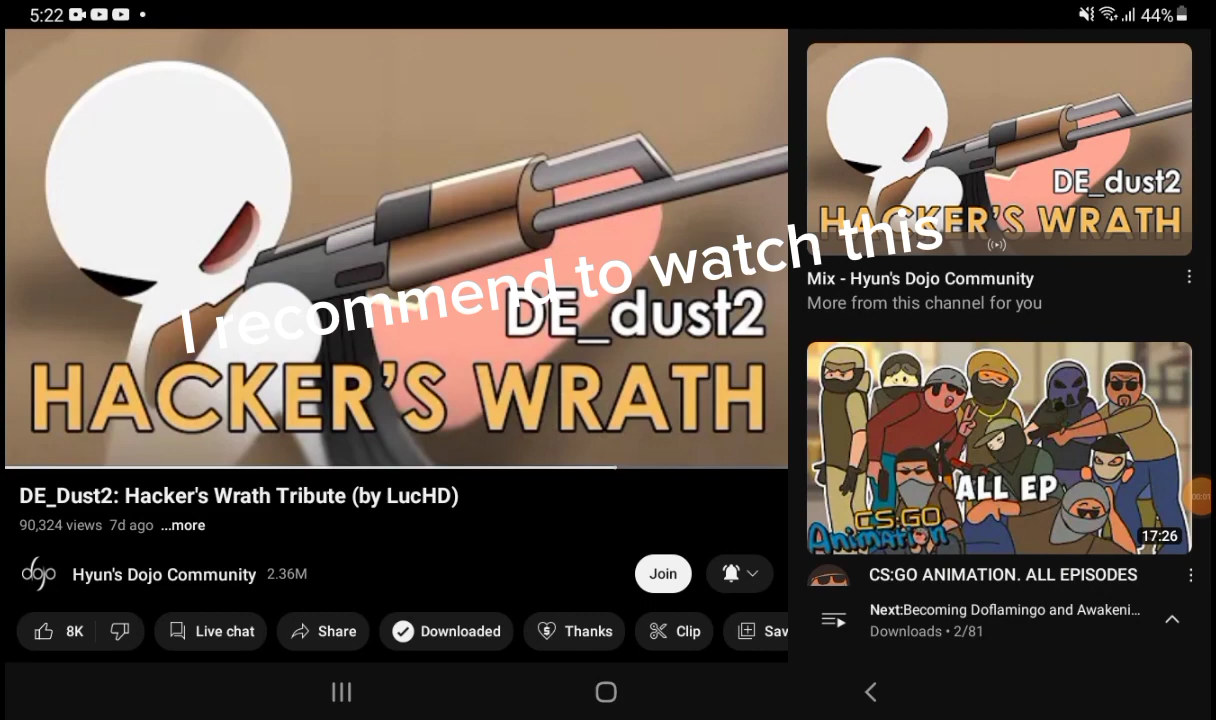 5:22
44%
I recommend to watch this
DE_dust2
HACKER'S WRATH
DE_Dust2: Hacker's Wrath Tribute (by LucHD)
90,324 views 7d ago ...more
dojo
Hyun's Dojo Community 2.36M
Join
8K
Live chat
Share
Downloaded
Thanks
Clip
Sav
DE_dust2
HACKER'S WRATH
Mix - Hyun's Dojo Community
More from this channel for you
ALL EP
CS:GO
Animation
17:26
CS:GO ANIMATION. ALL EPISODES
Next:Becoming Doflamingo and Awakeni...
Downloads • 2/81
00:01